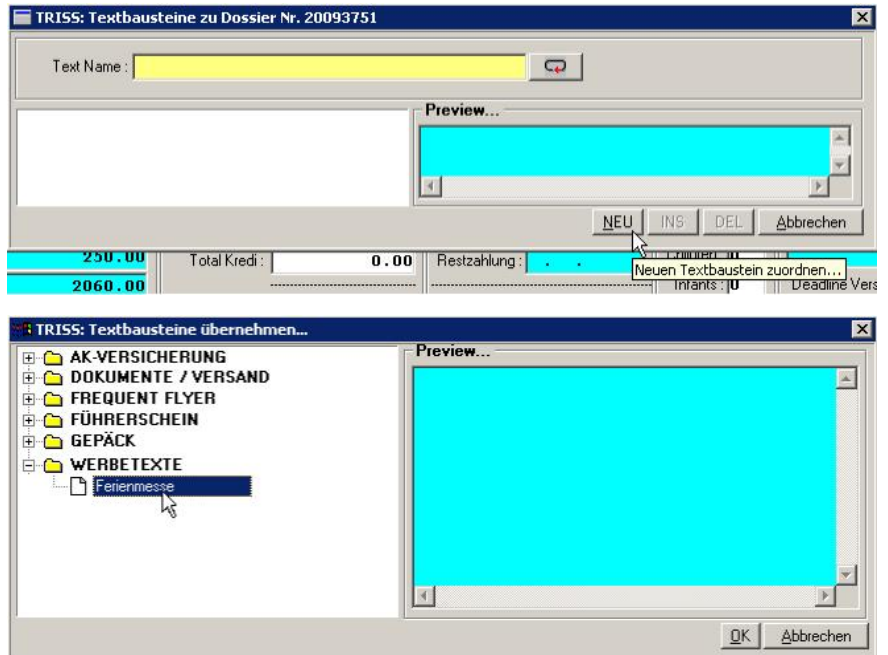 TRISS: Textbausteine zu Dossier Nr. 20093751
Text Name :
Preview...
NEU INS DEL Abbrechen
Neuen Textbaustein zuordnen...
250.00 Total Kredi : 0.00 Restzahlung : . . Children 0
2060.00 Infants : 0 Deadline Vers
TRISS: Textbausteine übernehmen...
AK-VERSICHERUNG
DOKUMENTE / VERSAND
FREQUENT FLYER
FÜHRERSCHEIN
GEPÄCK
WERBETEXTE
Ferienmesse
Preview...
OK Abbrechen